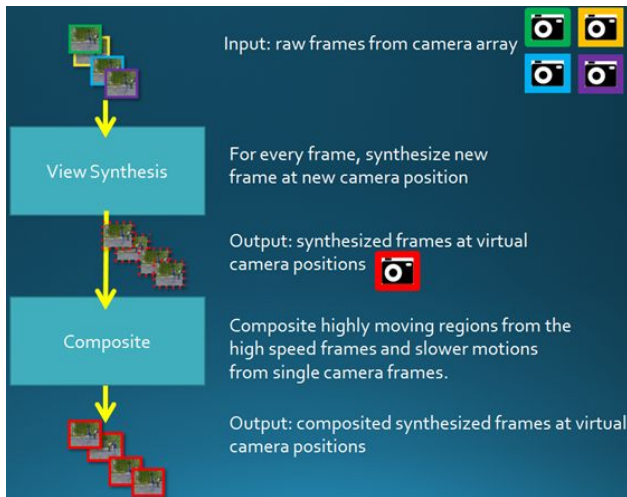 Input: raw frames from camera array
View Synthesis
For every frame, synthesize new
frame at new camera position
Output: synthesized frames at virtual
camera positions
Composite
Composite highly moving regions from the
high speed frames and slower motions
from single camera frames.
Output: composited synthesized frames at virtual
camera positions